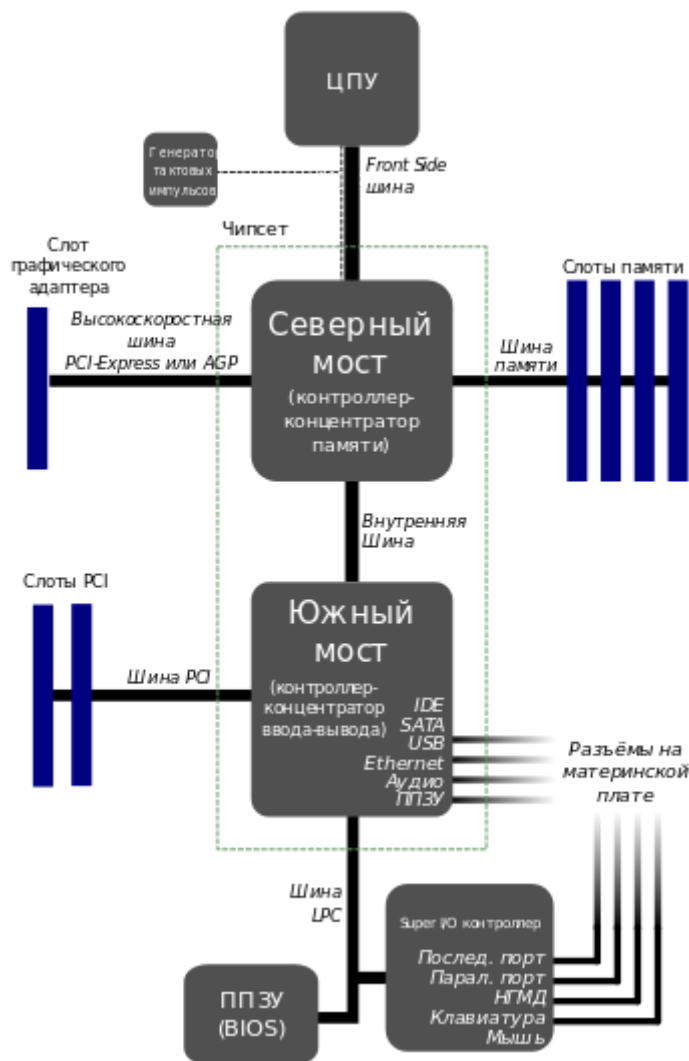 ЦПУ
Генератор
тактовых
импульсов
Front Side
шина
Чипсет
Слот
графического
адаптера
Слоты памяти
Высокоскоростная
шина
PCI-Express или AGP
Северный
мост
(контроллер-
концентратор
памяти)
Шина
памяти
Внутренняя
Шина
Слоты PCI
Южный
мост
(контроллер-
концентратор
ввода-вывода)
Шина PCI
IDE
SATA
USB
Ethernet
Аудио
ППЗУ
Разъёмы на
материнской
плате
Шина
LPC
Super I/O контроллер
Послед. порт
Парал. порт
НГМД
Клавиатура
Мышь
ППЗУ
(BIOS)